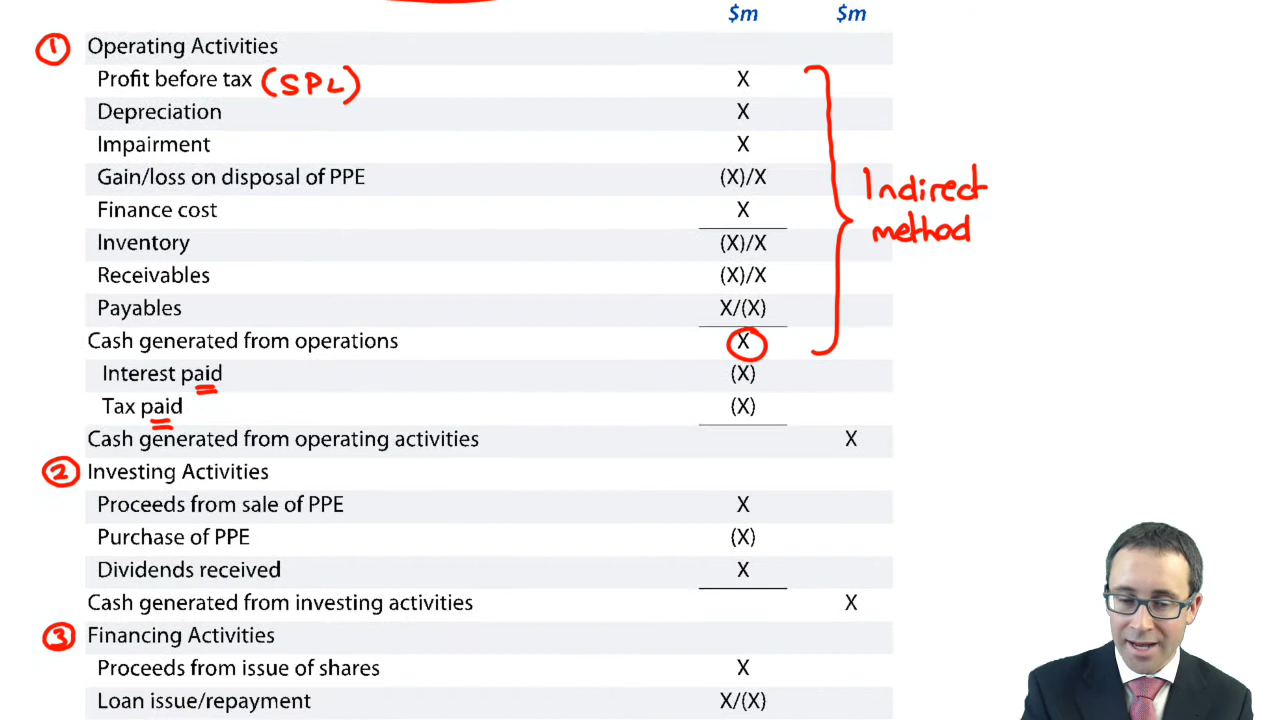 $m $m
1 Operating Activities
Profit before tax (SPL) X
Depreciation X
Impairment X
Gain/loss on disposal of PPE (X)/X
Finance cost X
Indirect
method
Inventory (X)/X
Receivables (X)/X
Payables X/(X)
Cash generated from operations X
Interest paid (X)
Tax paid (X)
Cash generated from operating activities X
2 Investing Activities
Proceeds from sale of PPE X
Purchase of PPE (X)
Dividends received X
Cash generated from investing activities X
3 Financing Activities
Proceeds from issue of shares X
Loan issue/repayment X/(X)